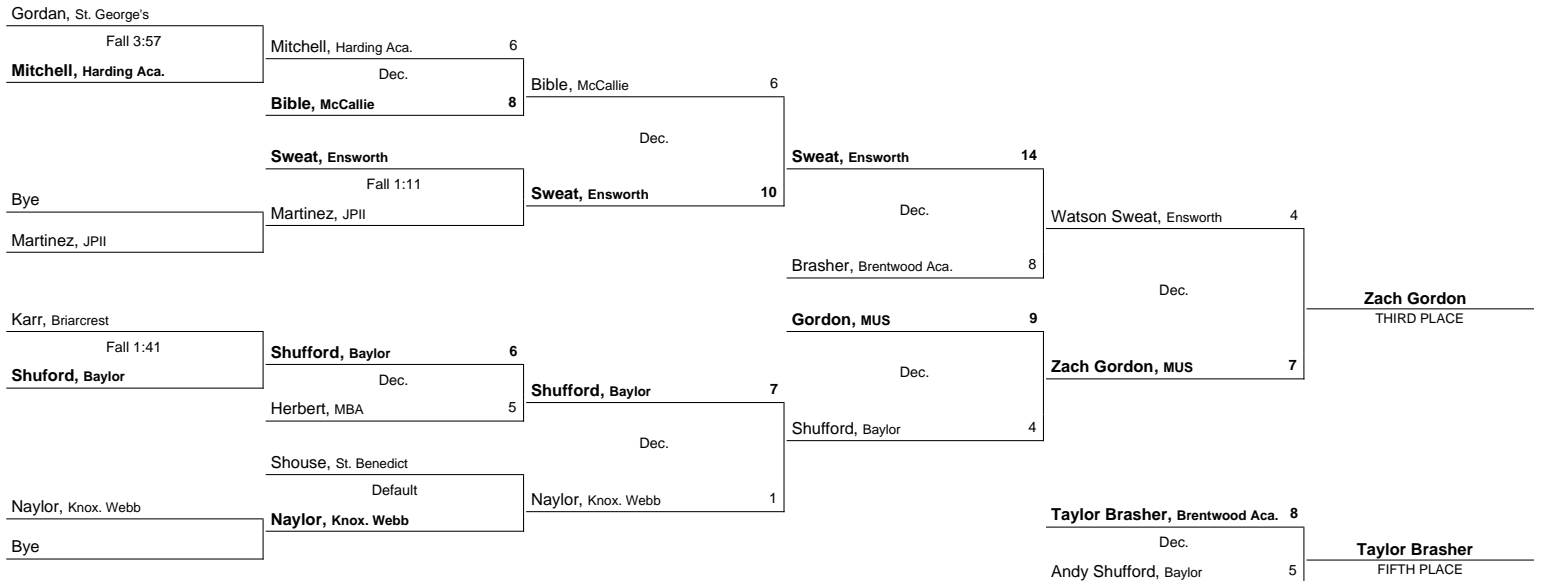 Gordan, St. George's
Fall 3:57
Mitchell, Harding Aca.
Bye
Martinez, JPII
Karr, Briarcrest
Fall 1:41
Shuford, Baylor
Naylor, Knox. Webb
Bye
Mitchell, Harding Aca. 6
Dec.
Bible, McCallie 8
Sweat, Ensworth
Fall 1:11
Martinez, JPII
Shufford, Baylor 6
Dec.
Herbert, MBA 5
Shouse, St. Benedict
Default
Naylor, Knox. Webb
Bible, McCallie 6
Dec.
Sweat, Ensworth 10
Shufford, Baylor 7
Dec.
Naylor, Knox. Webb 1
Sweat, Ensworth 14
Dec.
Brasher, Brentwood Aca. 8
Gordon, MUS 9
Dec.
Shufford, Baylor 4
Watson Sweat, Ensworth 4
Dec.
Zach Gordon, MUS 7
Zach Gordon
THIRD PLACE
Taylor Brasher, Brentwood Aca. 8
Dec.
Andy Shufford, Baylor 5
Taylor Brasher
FIFTH PLACE